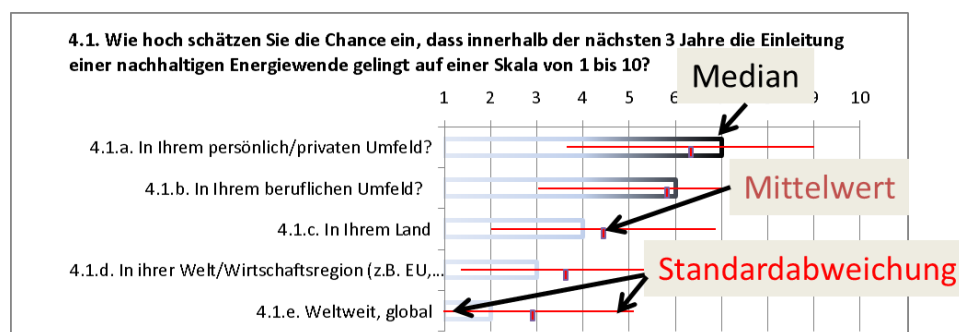 4.1. Wie hoch schätzen Sie die Chance ein, dass innerhalb der nächsten 3 Jahre die Einleitung
einer nachhaltigen Energiewende gelingt auf einer Skala von 1 bis 10?
Median
1 2 3 4 5 6 9 10
4.1.a. In Ihrem persönlich/privaten Umfeld?
4.1.b. In Ihrem beruflichen Umfeld?
Mittelwert
4.1.c. In Ihrem Land
4.1.d. In ihrer Welt/Wirtschaftsregion (z.B. EU,...
Standardabweichung
4.1.e. Weltweit, global